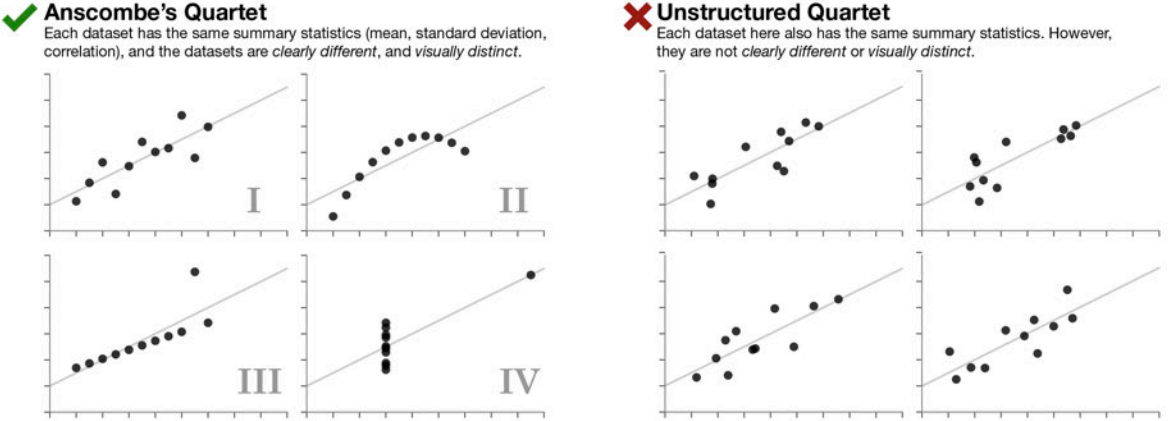 Anscombe's Quartet
Each dataset has the same summary statistics (mean, standard deviation,
correlation), and the datasets are clearly different, and visually distinct.
I
II
III
IV
Unstructured Quartet
Each dataset here also has the same summary statistics. However,
they are not clearly different or visually distinct.